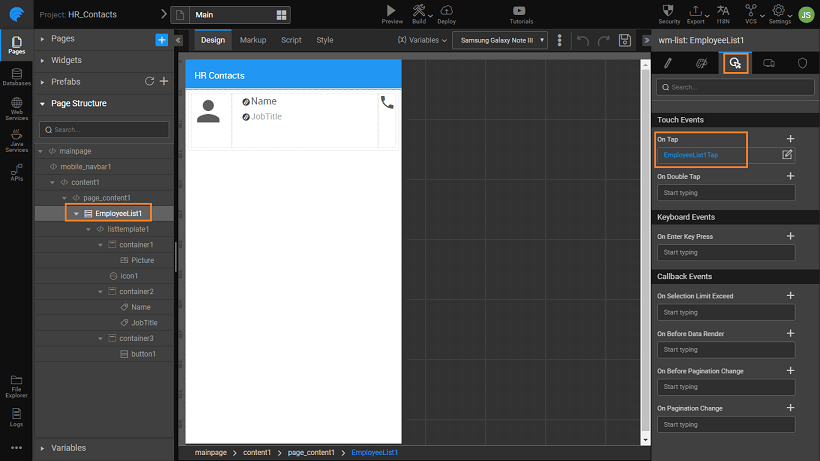 Project: HR_Contacts
Main
Preview
Build
Deploy
Tutorials
Security
Export
I18N
VCS
Settings
JS
Pages
Databases
Web
Services
Java
Services
APIs
File
Explorer
Logs
Pages
Widgets
Prefabs
Page Structure
Search...
mainpage
mobile_navbar1
content1
page_content1
EmployeeList1
listtemplate1
container1
Picture
icon1
container2
Name
JobTitle
container3
button1
Variables
Design
Markup
Script
Style
(X) Variables
Samsung Galaxy Note III
HR Contacts
Name
JobTitle
mainpage
content1
page_content1
EmployeeList1
wm-list: EmployeeList1
Search...
Touch Events
On Tap
EmployeeList1Tap
On Double Tap
Start typing
Keyboard Events
On Enter Key Press
Start typing
Callback Events
On Selection Limit Exceed
Start typing
On Before Data Render
Start typing
On Before Pagination Change
Start typing
On Pagination Change
Start typing